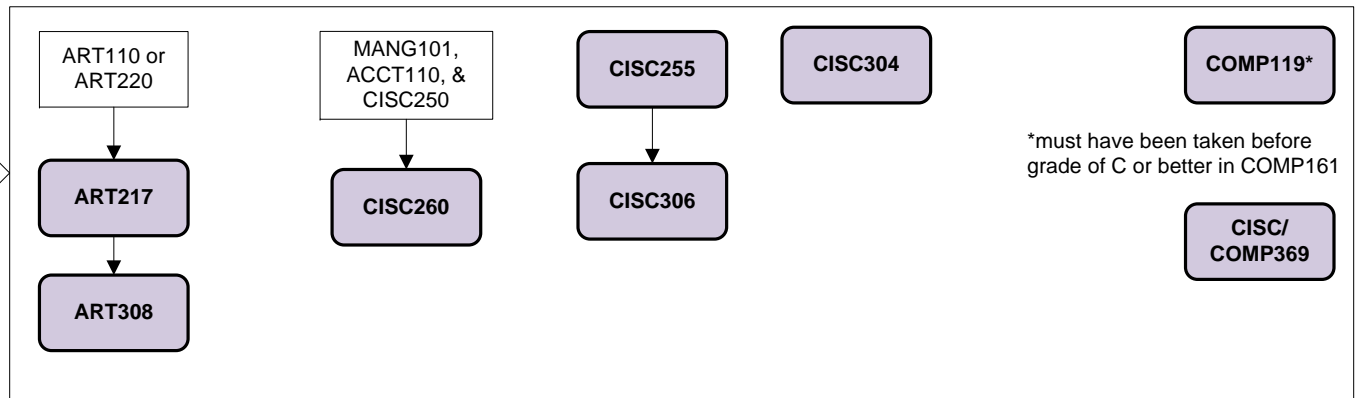 ART110 or
ART220
ART217
ART308
MANG101,
ACCT110, &
CISC250
CISC260
CISC255
CISC306
CISC304
COMP119*
*must have been taken before
grade of C or better in COMP161
CISC/
COMP369